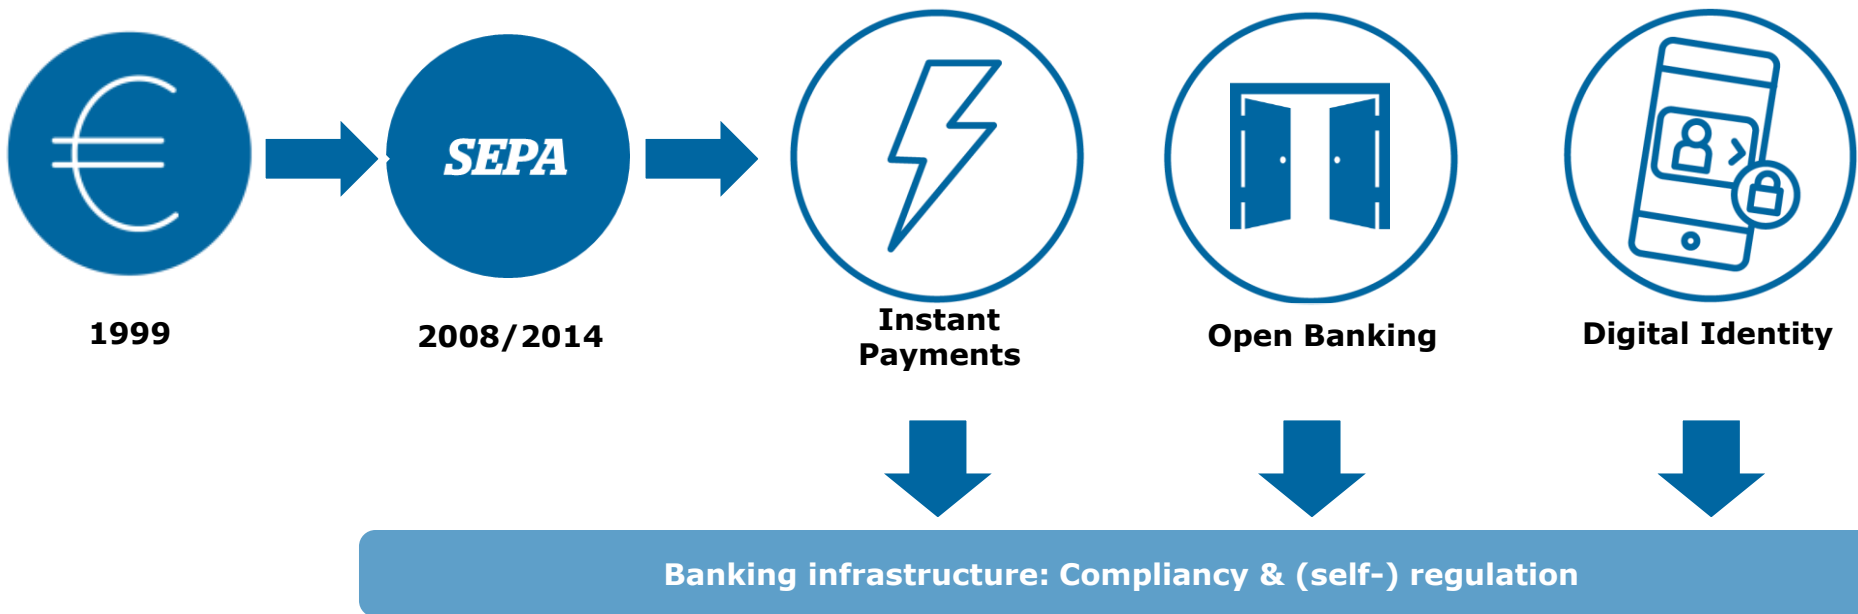 SEPA
1999
2008/2014
Instant
Payments
Open Banking
Digital Identity
Banking infrastructure: Compliancy & (self-) regulation